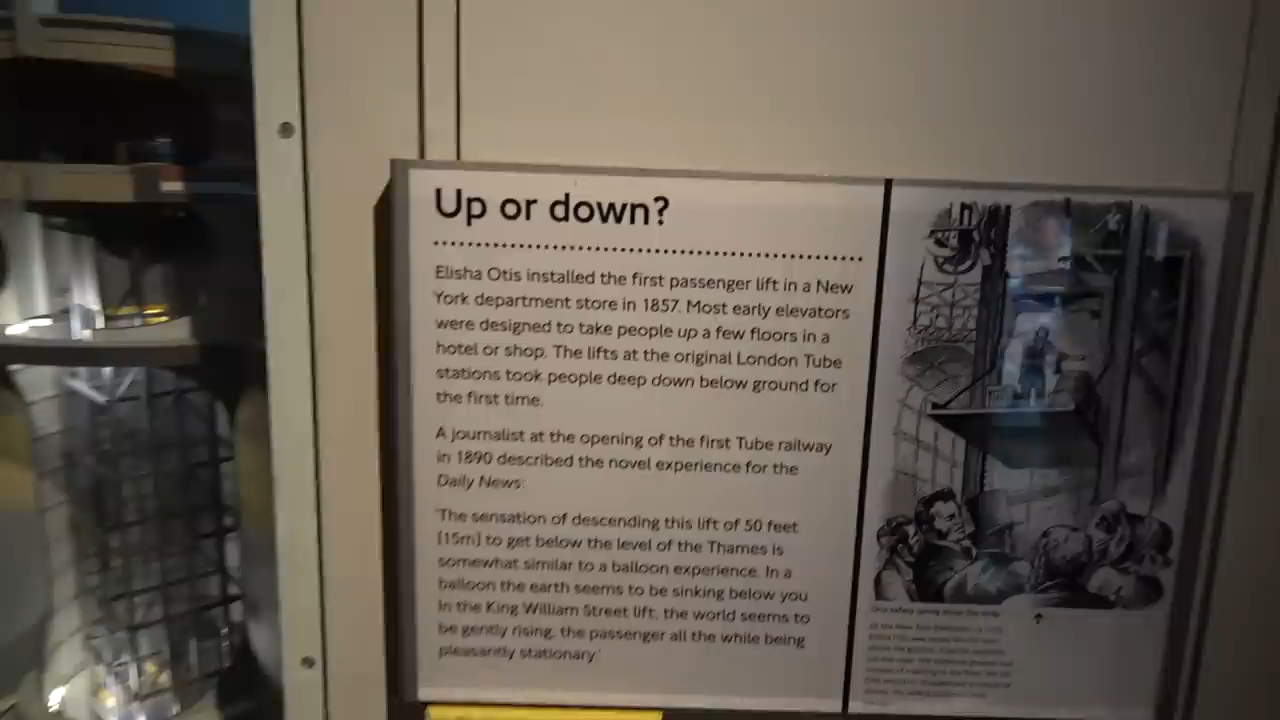 Up or down?
Elisha Otis installed the first passenger lift in a New
York department store in 1857. Most early elevators
were designed to take people up a few floors in a
hotel or shop. The lifts at the original London Tube
stations took people deep down below ground for
the first time.
A journalist at the opening of the first Tube railway
in 1890 described the novel experience for the
Daily News:
'The sensation of descending this lift of 50 feet
[15m] to get below the level of the Thames is
somewhat similar to a balloon experience. In a
balloon the earth seems to be sinking below you
In the King William Street lift, the world seems to
be gently rising, the passenger all the while being
pleasantly stationary'